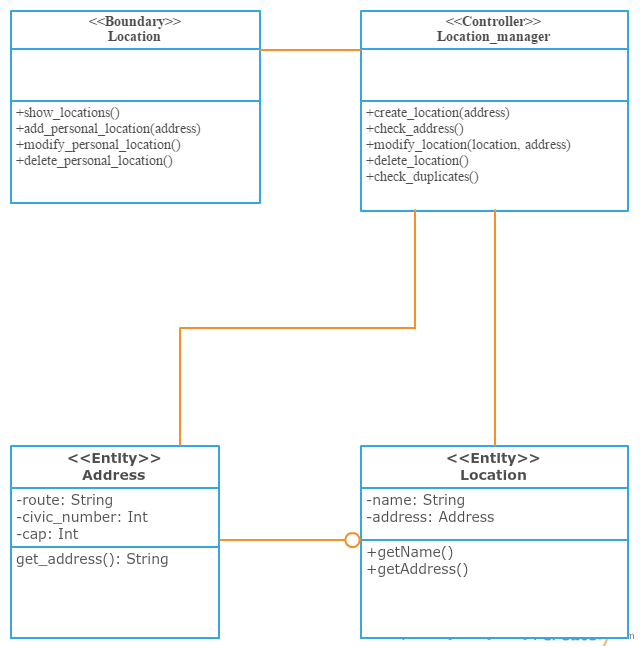 <<Boundary>>
Location
+show_locations()
+add_personal_location(address)
+modify_personal_location()
+delete_personal_location()
<<Controller>>
Location_manager
+create_location(address)
+check_address()
+modify_location(location, address)
+delete_location()
+check_duplicates()
<<Entity>>
Address
-route: String
-civic_number: Int
-cap: Int
get_address(): String
<<Entity>>
Location
-name: String
-address: Address
+getName()
+getAddress()